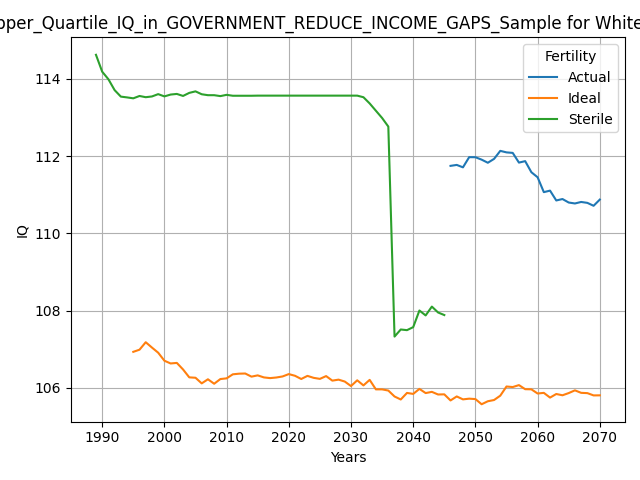 pper_Quartile_IQ_in_GOVERNMENT_REDUCE_INCOME_GAPS_Sample for White
Fertility
Actual
Ideal
Sterile
114
112
110
108
106
IQ
1990 2000 2010 2020 2030 2040 2050 2060 2070
Years